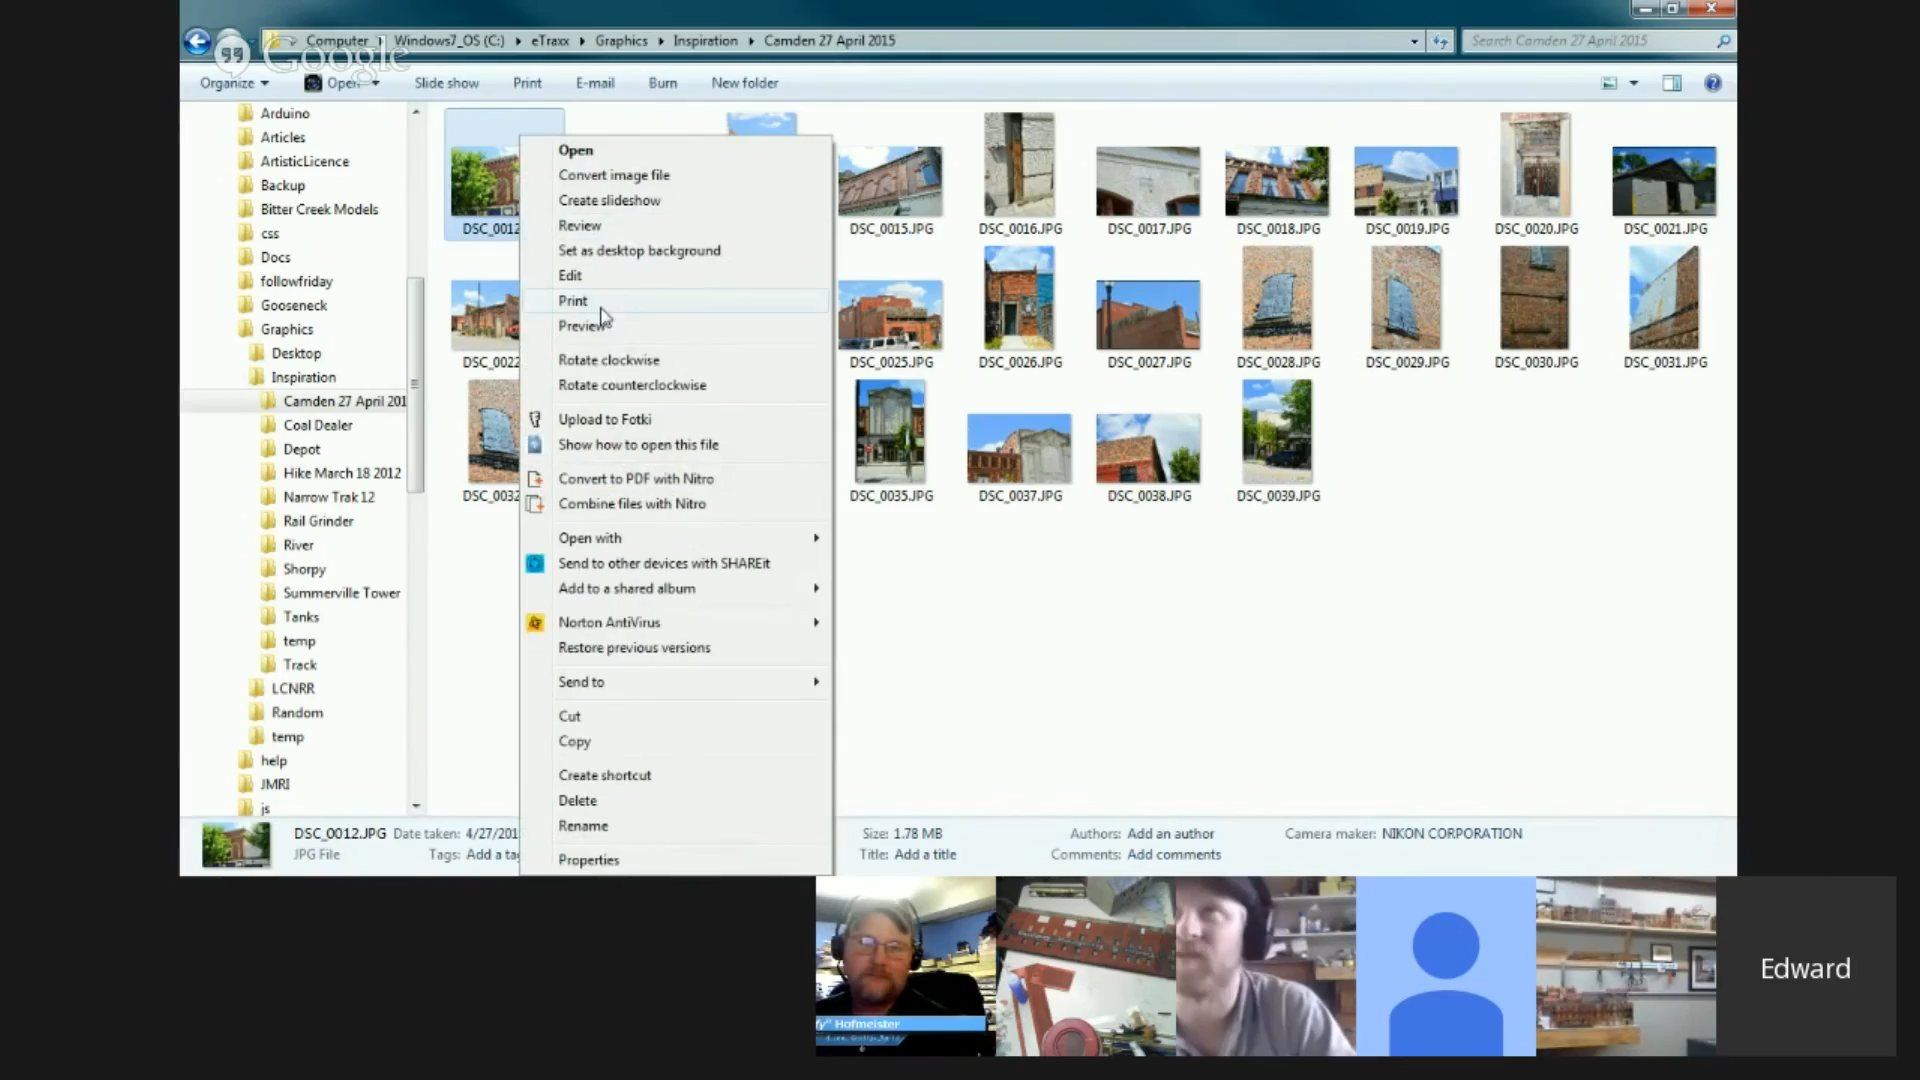 Google
Computer Windows7_OS (C:) eTraxx Graphics Inspiration Camden 27 April 2015
Search Camden 27 April 2015
Organize Open Slide show Print E-mail Burn New folder
Arduino
Articles
ArtisticLicence
Backup
Bitter Creek Models
css
Docs
followfriday
Gooseneck
Graphics
Desktop
Inspiration
Camden 27 April 201
Coal Dealer
Depot
Hike March 18 2012
Narrow Trak 12
Rail Grinder
River
Shorpy
Summerville Tower
Tanks
temp
Track
LCNRR
Random
temp
help
JMRI
js
Open
Convert image file
Create slideshow
Review
Set as desktop background
Edit
Print
Preview
Rotate clockwise
Rotate counterclockwise
Upload to Fotki
Show how to open this file
Convert to PDF with Nitro
Combine files with Nitro
Open with
Send to other devices with SHAREit
Add to a shared album
Norton AntiVirus
Restore previous versions
Send to
Cut
Copy
Create shortcut
Delete
Rename
Properties
DSC_0012 DSC_0015.JPG DSC_0016.JPG DSC_0017.JPG DSC_0018.JPG DSC_0019.JPG DSC_0020.JPG DSC_0021.JPG
DSC_0022 DSC_0025.JPG DSC_0026.JPG DSC_0027.JPG DSC_0028.JPG DSC_0029.JPG DSC_0030.JPG DSC_0031.JPG
DSC_0032 DSC_0035.JPG DSC_0037.JPG DSC_0038.JPG DSC_0039.JPG
DSC_0012.JPG Date taken: 4/27/201 Size: 1.78 MB Authors: Add an author Camera maker: NIKON CORPORATION
JPG File Tags: Add a tag Title: Add a title Comments: Add comments
fy" Hofmeister
Edward